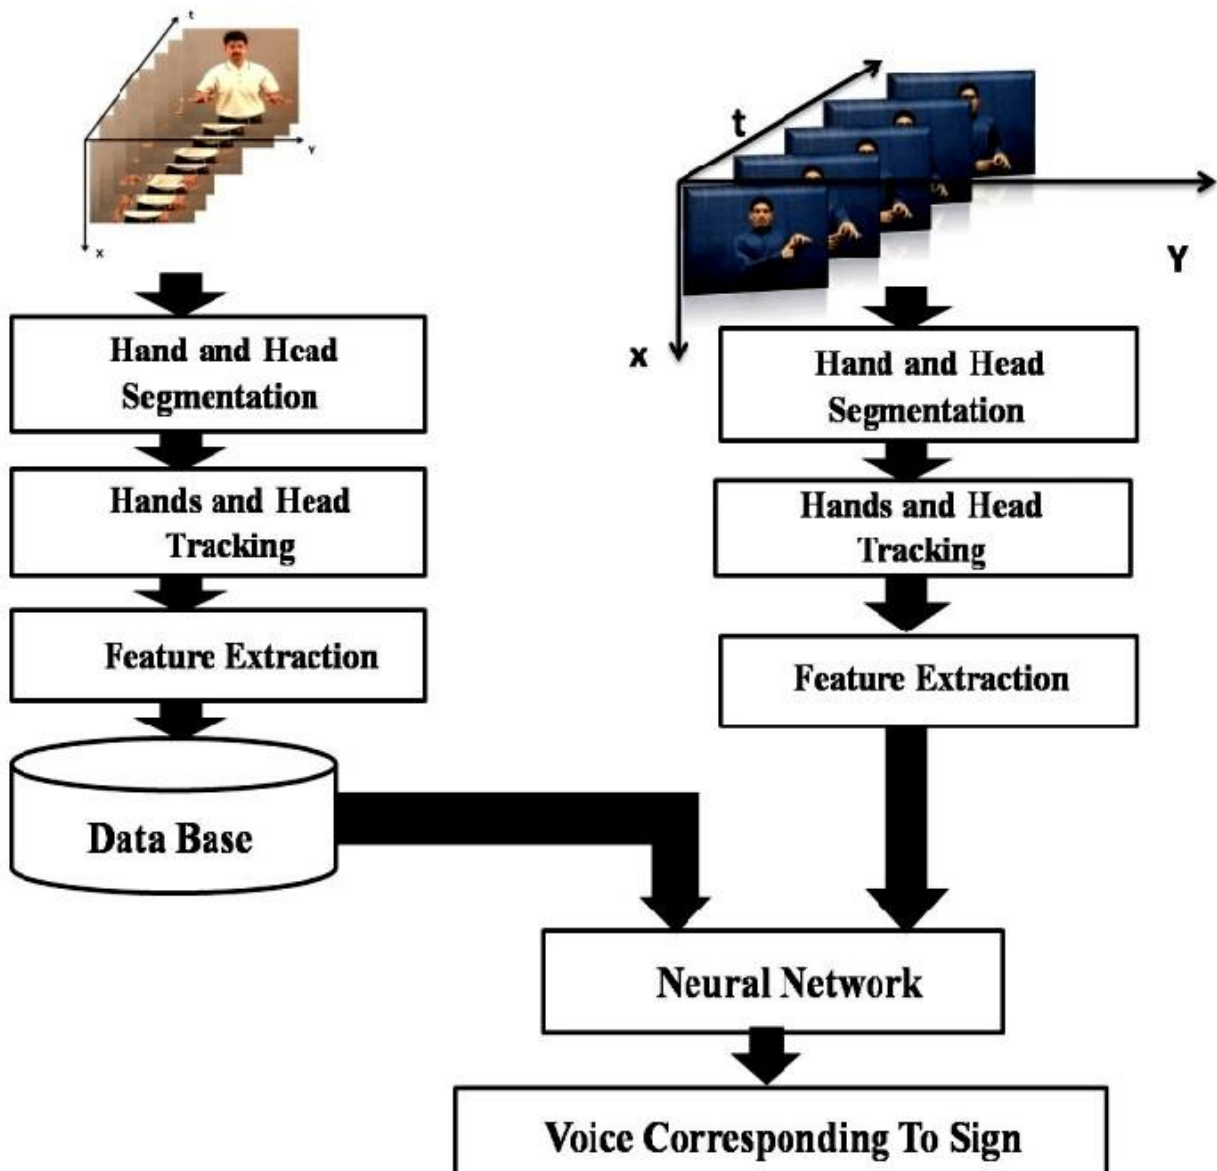 t
Y
x
t
Y
x
Hand and Head
Segmentation
Hands and Head
Tracking
Feature Extraction
Data Base
Hand and Head
Segmentation
Hands and Head
Tracking
Feature Extraction
Neural Network
Voice Corresponding To Sign